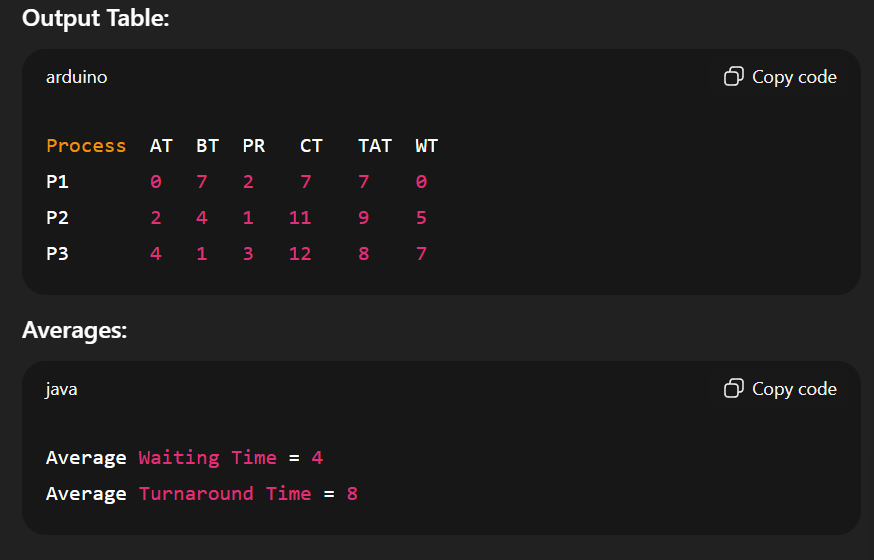 Output Table:
arduino Copy code
Process AT BT PR CT TAT WT
P1 0 7 2 7 7 0
P2 2 4 1 11 9 5
P3 4 1 3 12 8 7
Averages:
java Copy code
Average Waiting Time = 4
Average Turnaround Time = 8